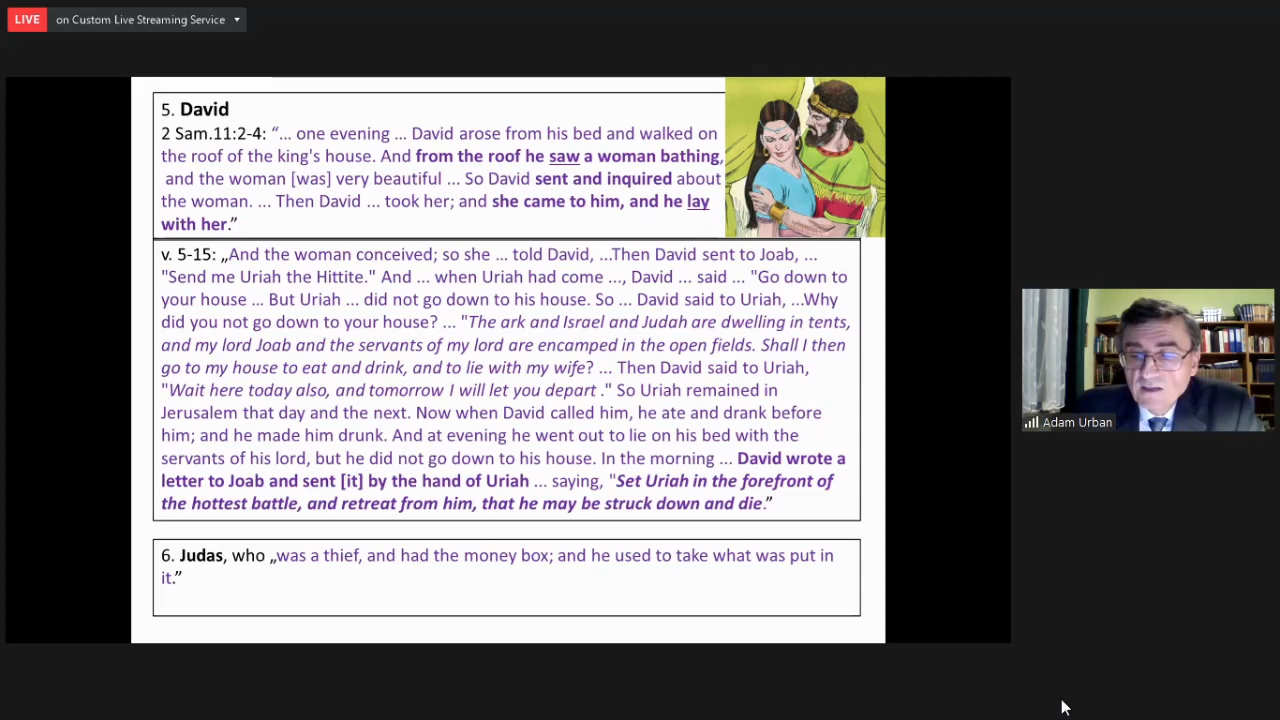 LIVE on Custom Live Streaming Service
5. David
2 Sam.11:2-4: “... one evening ... David arose from his bed and walked on
the roof of the king's house. And from the roof he saw a woman bathing,
and the woman [was] very beautiful ... So David sent and inquired about
the woman. ... Then David ... took her; and she came to him, and he lay
with her.”
v. 5-15: „And the woman conceived; so she ... told David, ...Then David sent to Joab, ...
"Send me Uriah the Hittite." And ... when Uriah had come ..., David ... said ... "Go down to
your house ... But Uriah ... did not go down to his house. So ... David said to Uriah, ...Why
did you not go down to your house? ... "The ark and Israel and Judah are dwelling in tents,
and my lord Joab and the servants of my lord are encamped in the open fields. Shall I then
go to my house to eat and drink, and to lie with my wife? ... Then David said to Uriah,
"Wait here today also, and tomorrow I will let you depart ." So Uriah remained in
Jerusalem that day and the next. Now when David called him, he ate and drank before
him; and he made him drunk. And at evening he went out to lie on his bed with the
servants of his lord, but he did not go down to his house. In the morning ... David wrote a
letter to Joab and sent [it] by the hand of Uriah ... saying, "Set Uriah in the forefront of
the hottest battle, and retreat from him, that he may be struck down and die.”
6. Judas, who „was a thief, and had the money box; and he used to take what was put in
it.”
Adam Urban